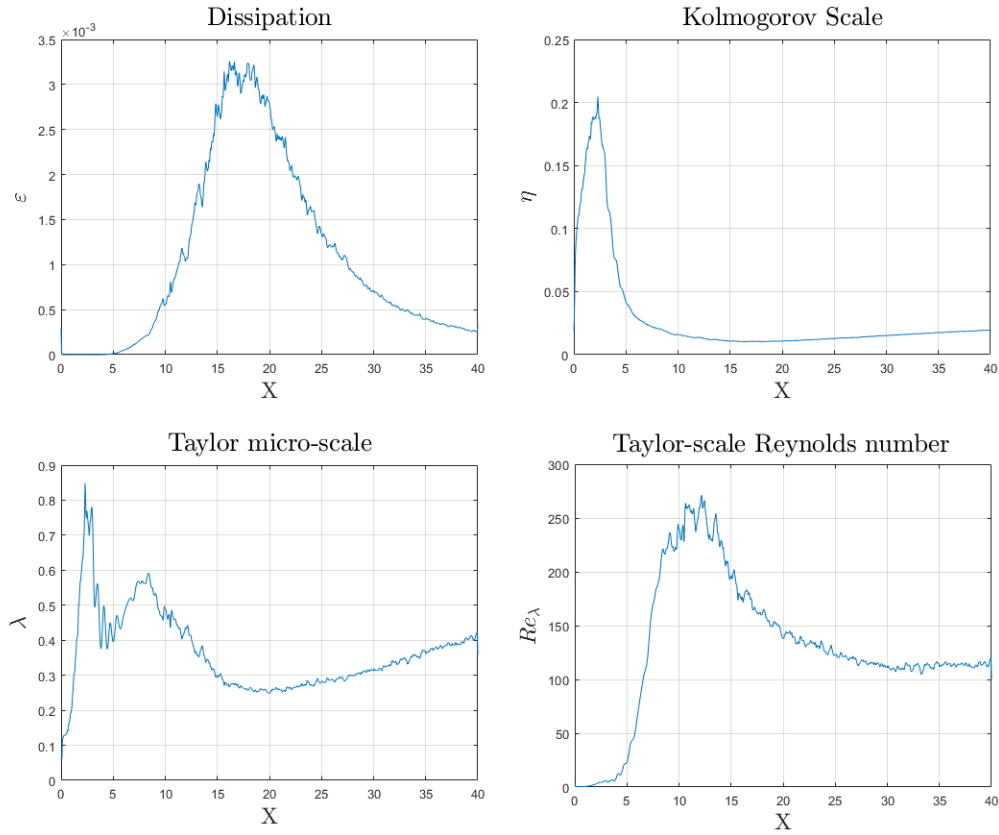 Dissipation
×10⁻³
3.5
3
2.5
2
1.5
1
0.5
0
ε
0 5 10 15 20 25 30 35 40
X
Kolmogorov Scale
0.25
0.2
0.15
0.1
0.05
0
η
0 5 10 15 20 25 30 35 40
X
Taylor micro-scale
0.9
0.8
0.7
0.6
0.5
0.4
0.3
0.2
0.1
0
λ
0 5 10 15 20 25 30 35 40
X
Taylor-scale Reynolds number
300
250
200
150
100
50
0
Re_λ
0 5 10 15 20 25 30 35 40
X